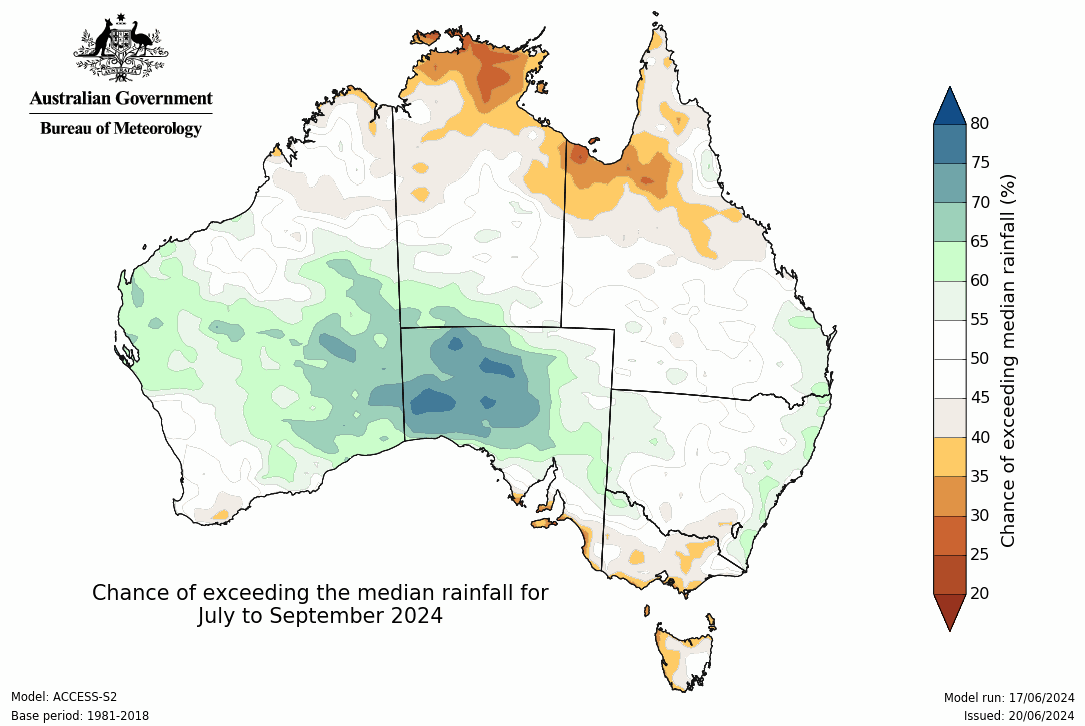 Australian Government
Bureau of Meteorology
80
75
70
65
60
55
50
45
40
35
30
25
20
Chance of exceeding median rainfall (%)
Chance of exceeding the median rainfall for
July to September 2024
Model: ACCESS-S2
Base period: 1981-2018
Model run: 17/06/2024
Issued: 20/06/2024